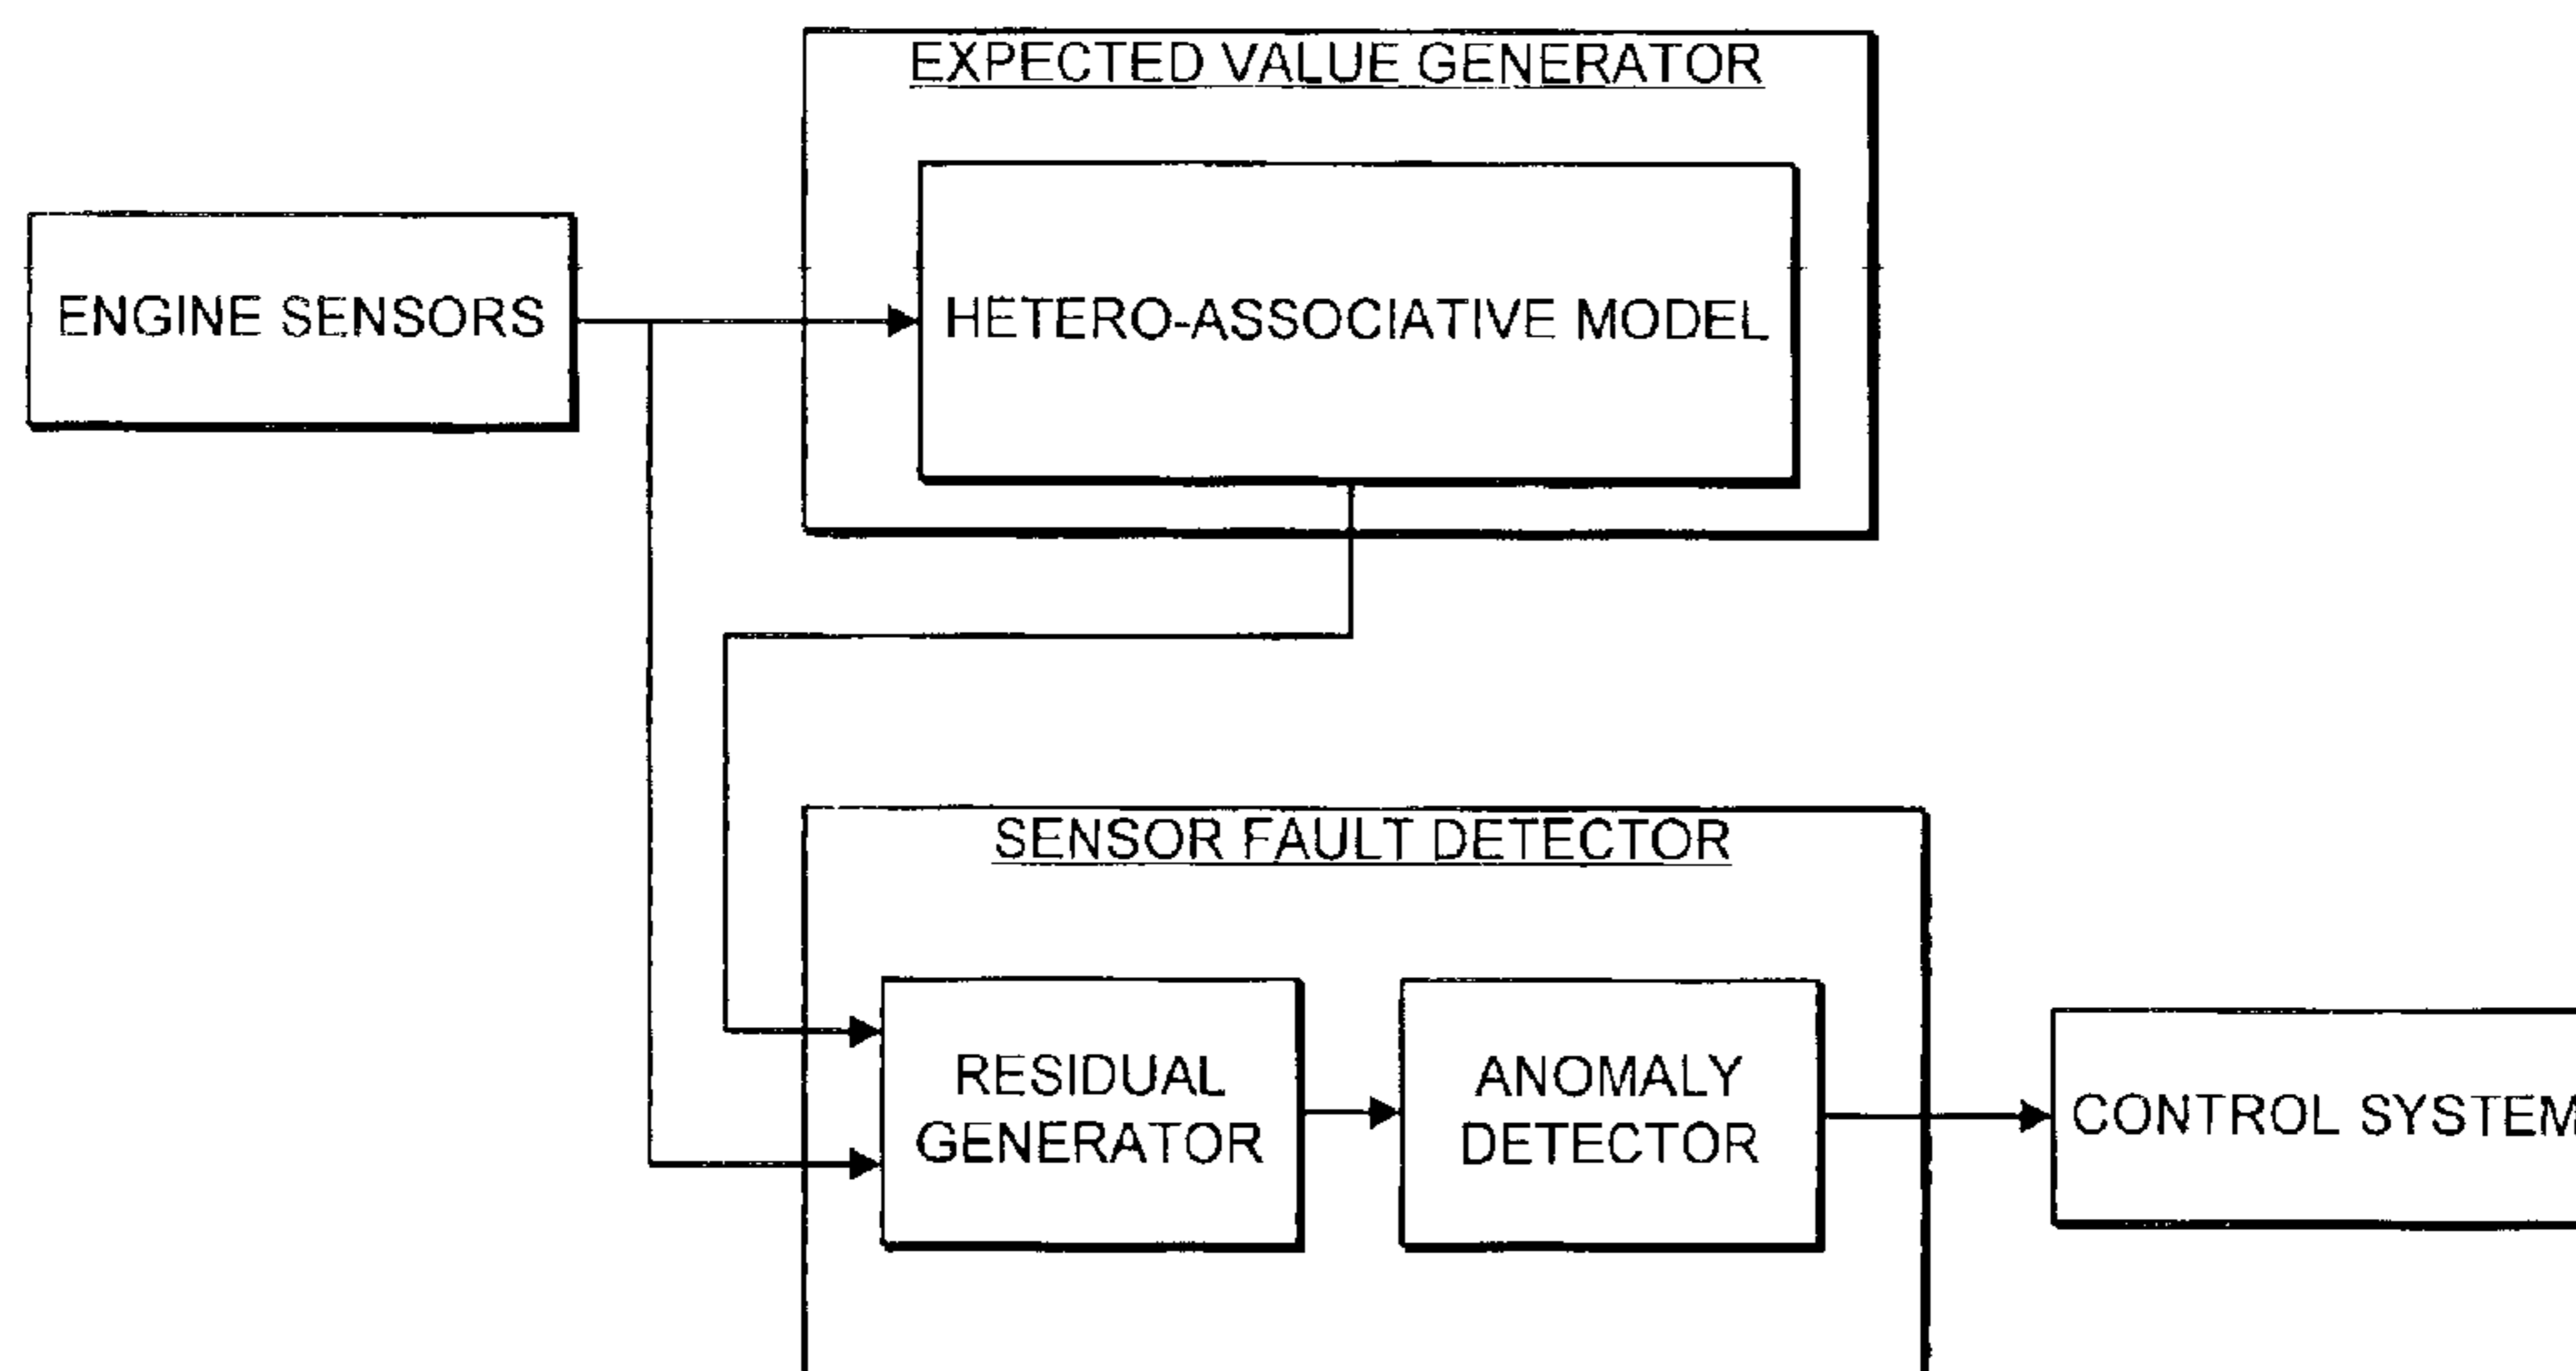 EXPECTED VALUE GENERATOR
ENGINE SENSORS
HETERO-ASSOCIATIVE MODEL
SENSOR FAULT DETECTOR
RESIDUAL
GENERATOR
ANOMALY
DETECTOR
CONTROL SYSTEM